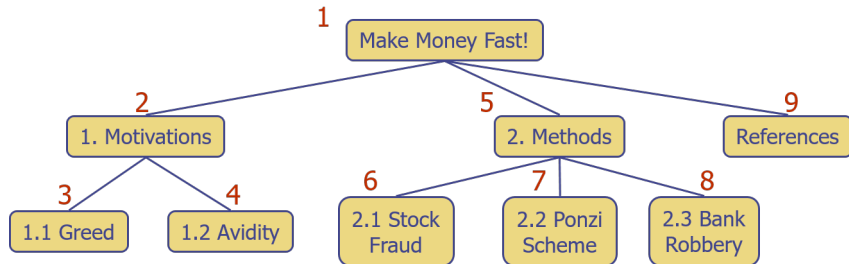 1
Make Money Fast!
2
5
9
1. Motivations
2. Methods
References
3
4
6
7
8
1.1 Greed
1.2 Avidity
2.1 Stock
Fraud
2.2 Ponzi
Scheme
2.3 Bank
Robbery